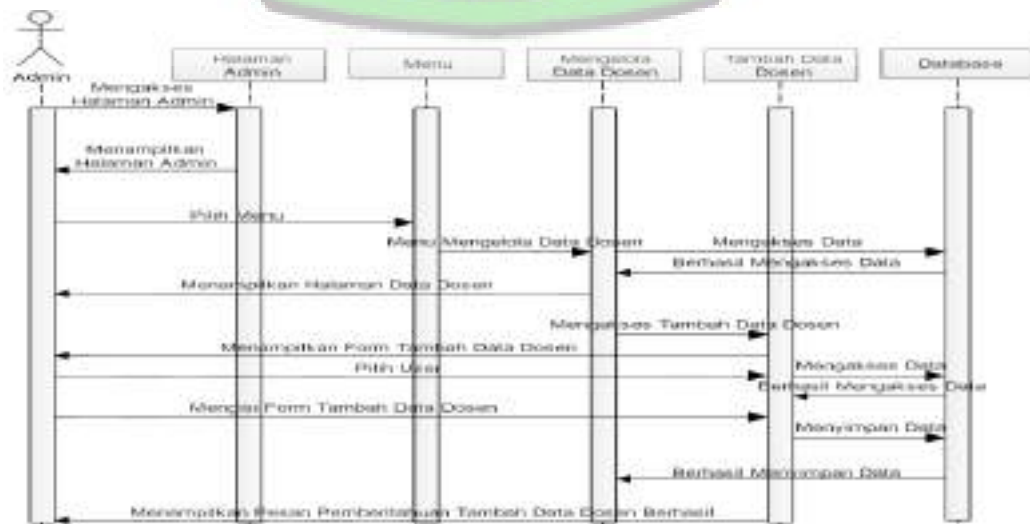 Admin
Halaman
Admin
Menu
Mengelola
Data Dosen
Tambah Data
Dosen
Database
Mengakses
Halaman Admin
Menampilkan
Halaman Admin
Pilih Menu
Menu Mengelola Data Dosen
Mengakses Data
Berhasil Mengakses Data
Menampilkan Halaman Data Dosen
Mengakses Tambah Data Dosen
Menampilkan Form Tambah Data Dosen
Pilih User
Mengakses Data
Berhasil Mengakses Data
Mengisi Form Tambah Data Dosen
Menyimpan Data
Berhasil Menyimpan Data
Menampilkan Pesan Pemberitahuan Tambah Data Dosen Berhasil